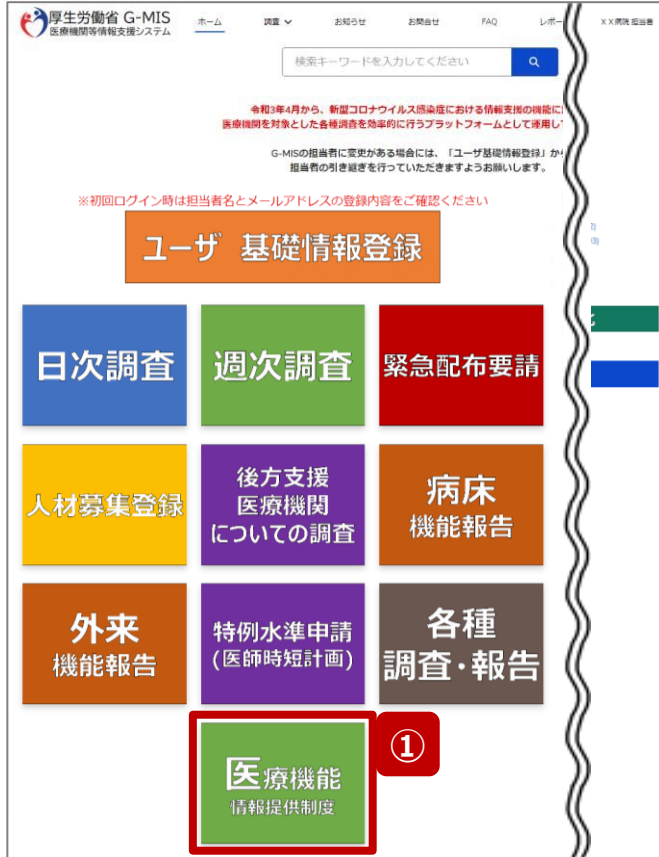 厚生労働省 G-MIS
医療機関等情報支援システム
ホーム 調査 お知らせ お問合せ FAQ レポー
××病院 担当者
検索キーワードを入力してください
令和3年4月から、新型コロナウイルス感染症における情報支援の機能に
医療機関を対象とした各種調査を効率的に行うプラットフォームとして運用し
G-MISの担当者に変更がある場合には、「ユーザ基礎情報登録」か
担当者の引き継ぎを行っていただきますようお願いします。
※初回ログイン時は担当者名とメールアドレスの登録内容をご確認ください
ユーザ 基礎情報登録
日次調査
週次調査
緊急配布要請
人材募集登録
後方支援
医療機関
についての調査
病床
機能報告
外来
機能報告
特例水準申請
(医師時短計画)
各種
調査・報告
医療機能
情報提供制度
①